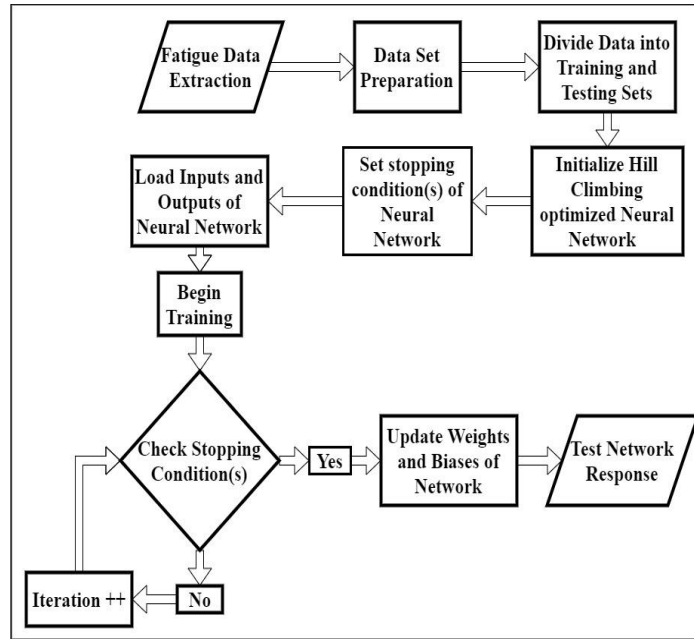 Fatigue Data
Extraction
Data Set
Preparation
Divide Data into
Training and
Testing Sets
Initialize Hill
Climbing
optimized Neural
Network
Set stopping
condition(s) of
Neural
Network
Load Inputs and
Outputs of
Neural Network
Begin
Training
Check Stopping
Condition(s)
Yes
Update Weights
and Biases of
Network
Test Network
Response
No
Iteration ++